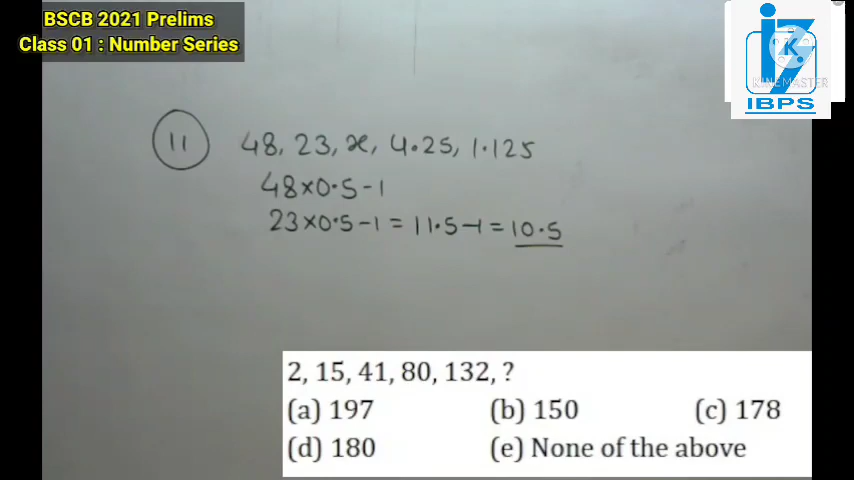 BSCB 2021 Prelims
Class 01 : Number Series
K
KINEMASTER
IBPS
11 48, 23, x, 4.25, 1.125
48×0.5-1
23×0.5-1 = 11.5-1 = 10.5
2, 15, 41, 80, 132, ?
(a) 197 (b) 150 (c) 178
(d) 180 (e) None of the above